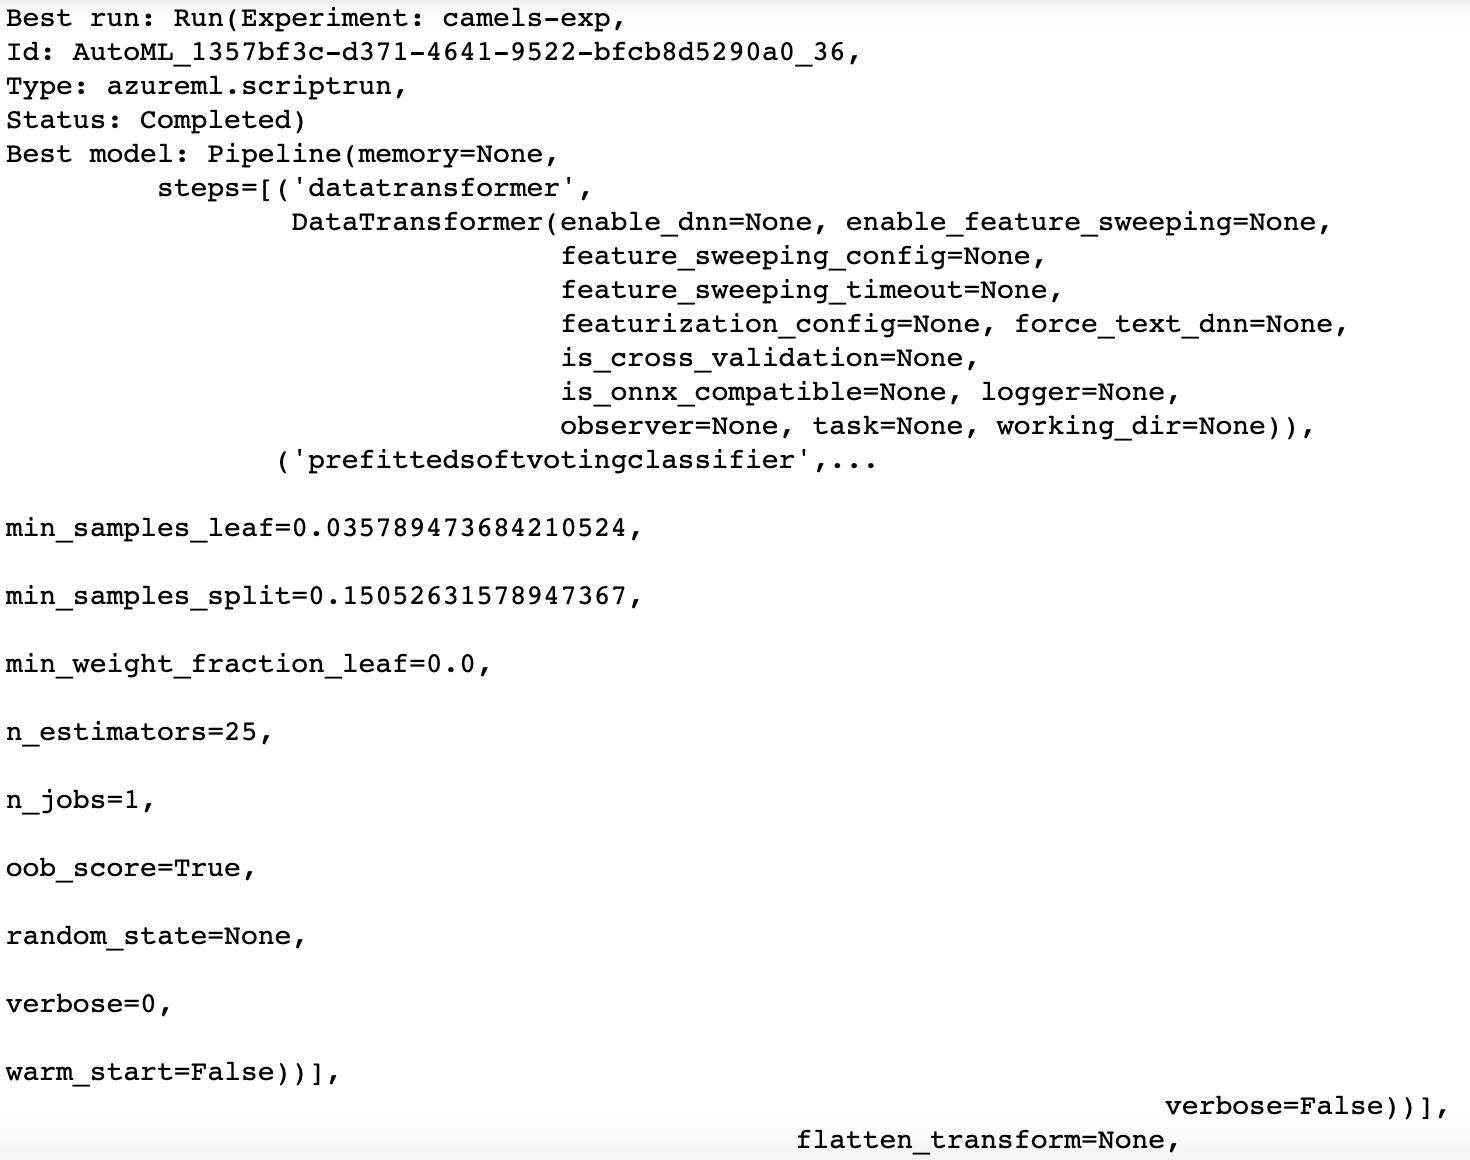 Best run: Run(Experiment: camels-exp,
Id: AutoML_1357bf3c-d371-4641-9522-bfcb8d5290a0_36,
Type: azureml.scriptrun,
Status: Completed)
Best model: Pipeline(memory=None,
steps=[('datatransformer',
DataTransformer(enable_dnn=None, enable_feature_sweeping=None,
feature_sweeping_config=None,
feature_sweeping_timeout=None,
featurization_config=None, force_text_dnn=None,
is_cross_validation=None,
is_onnx_compatible=None, logger=None,
observer=None, task=None, working_dir=None)),
('prefittedsoftvotingclassifier',...
min_samples_leaf=0.035789473684210524,
min_samples_split=0.15052631578947367,
min_weight_fraction_leaf=0.0,
n_estimators=25,
n_jobs=1,
oob_score=True,
random_state=None,
verbose=0,
warm_start=False))],
verbose=False))],
flatten_transform=None,